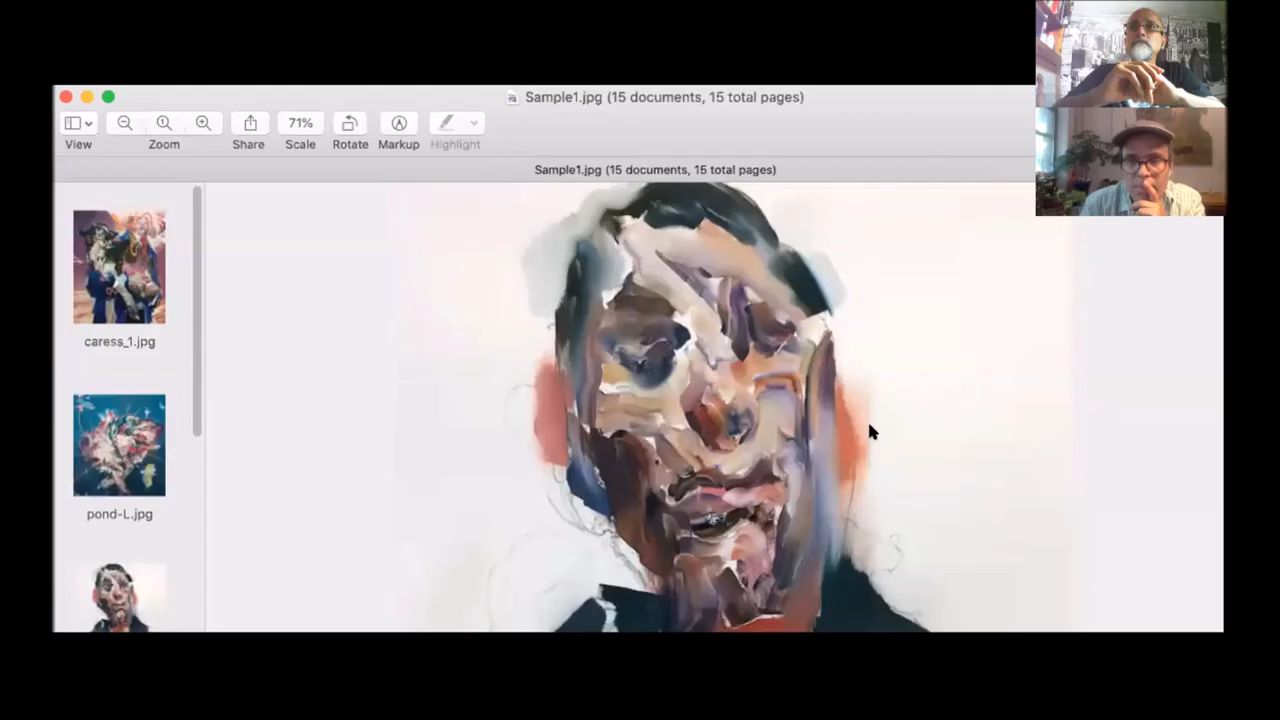 Sample1.jpg (15 documents, 15 total pages)
71%
View Zoom Share Scale Rotate Markup Highlight
Sample1.jpg (15 documents, 15 total pages)
caress_1.jpg
pond-L.jpg